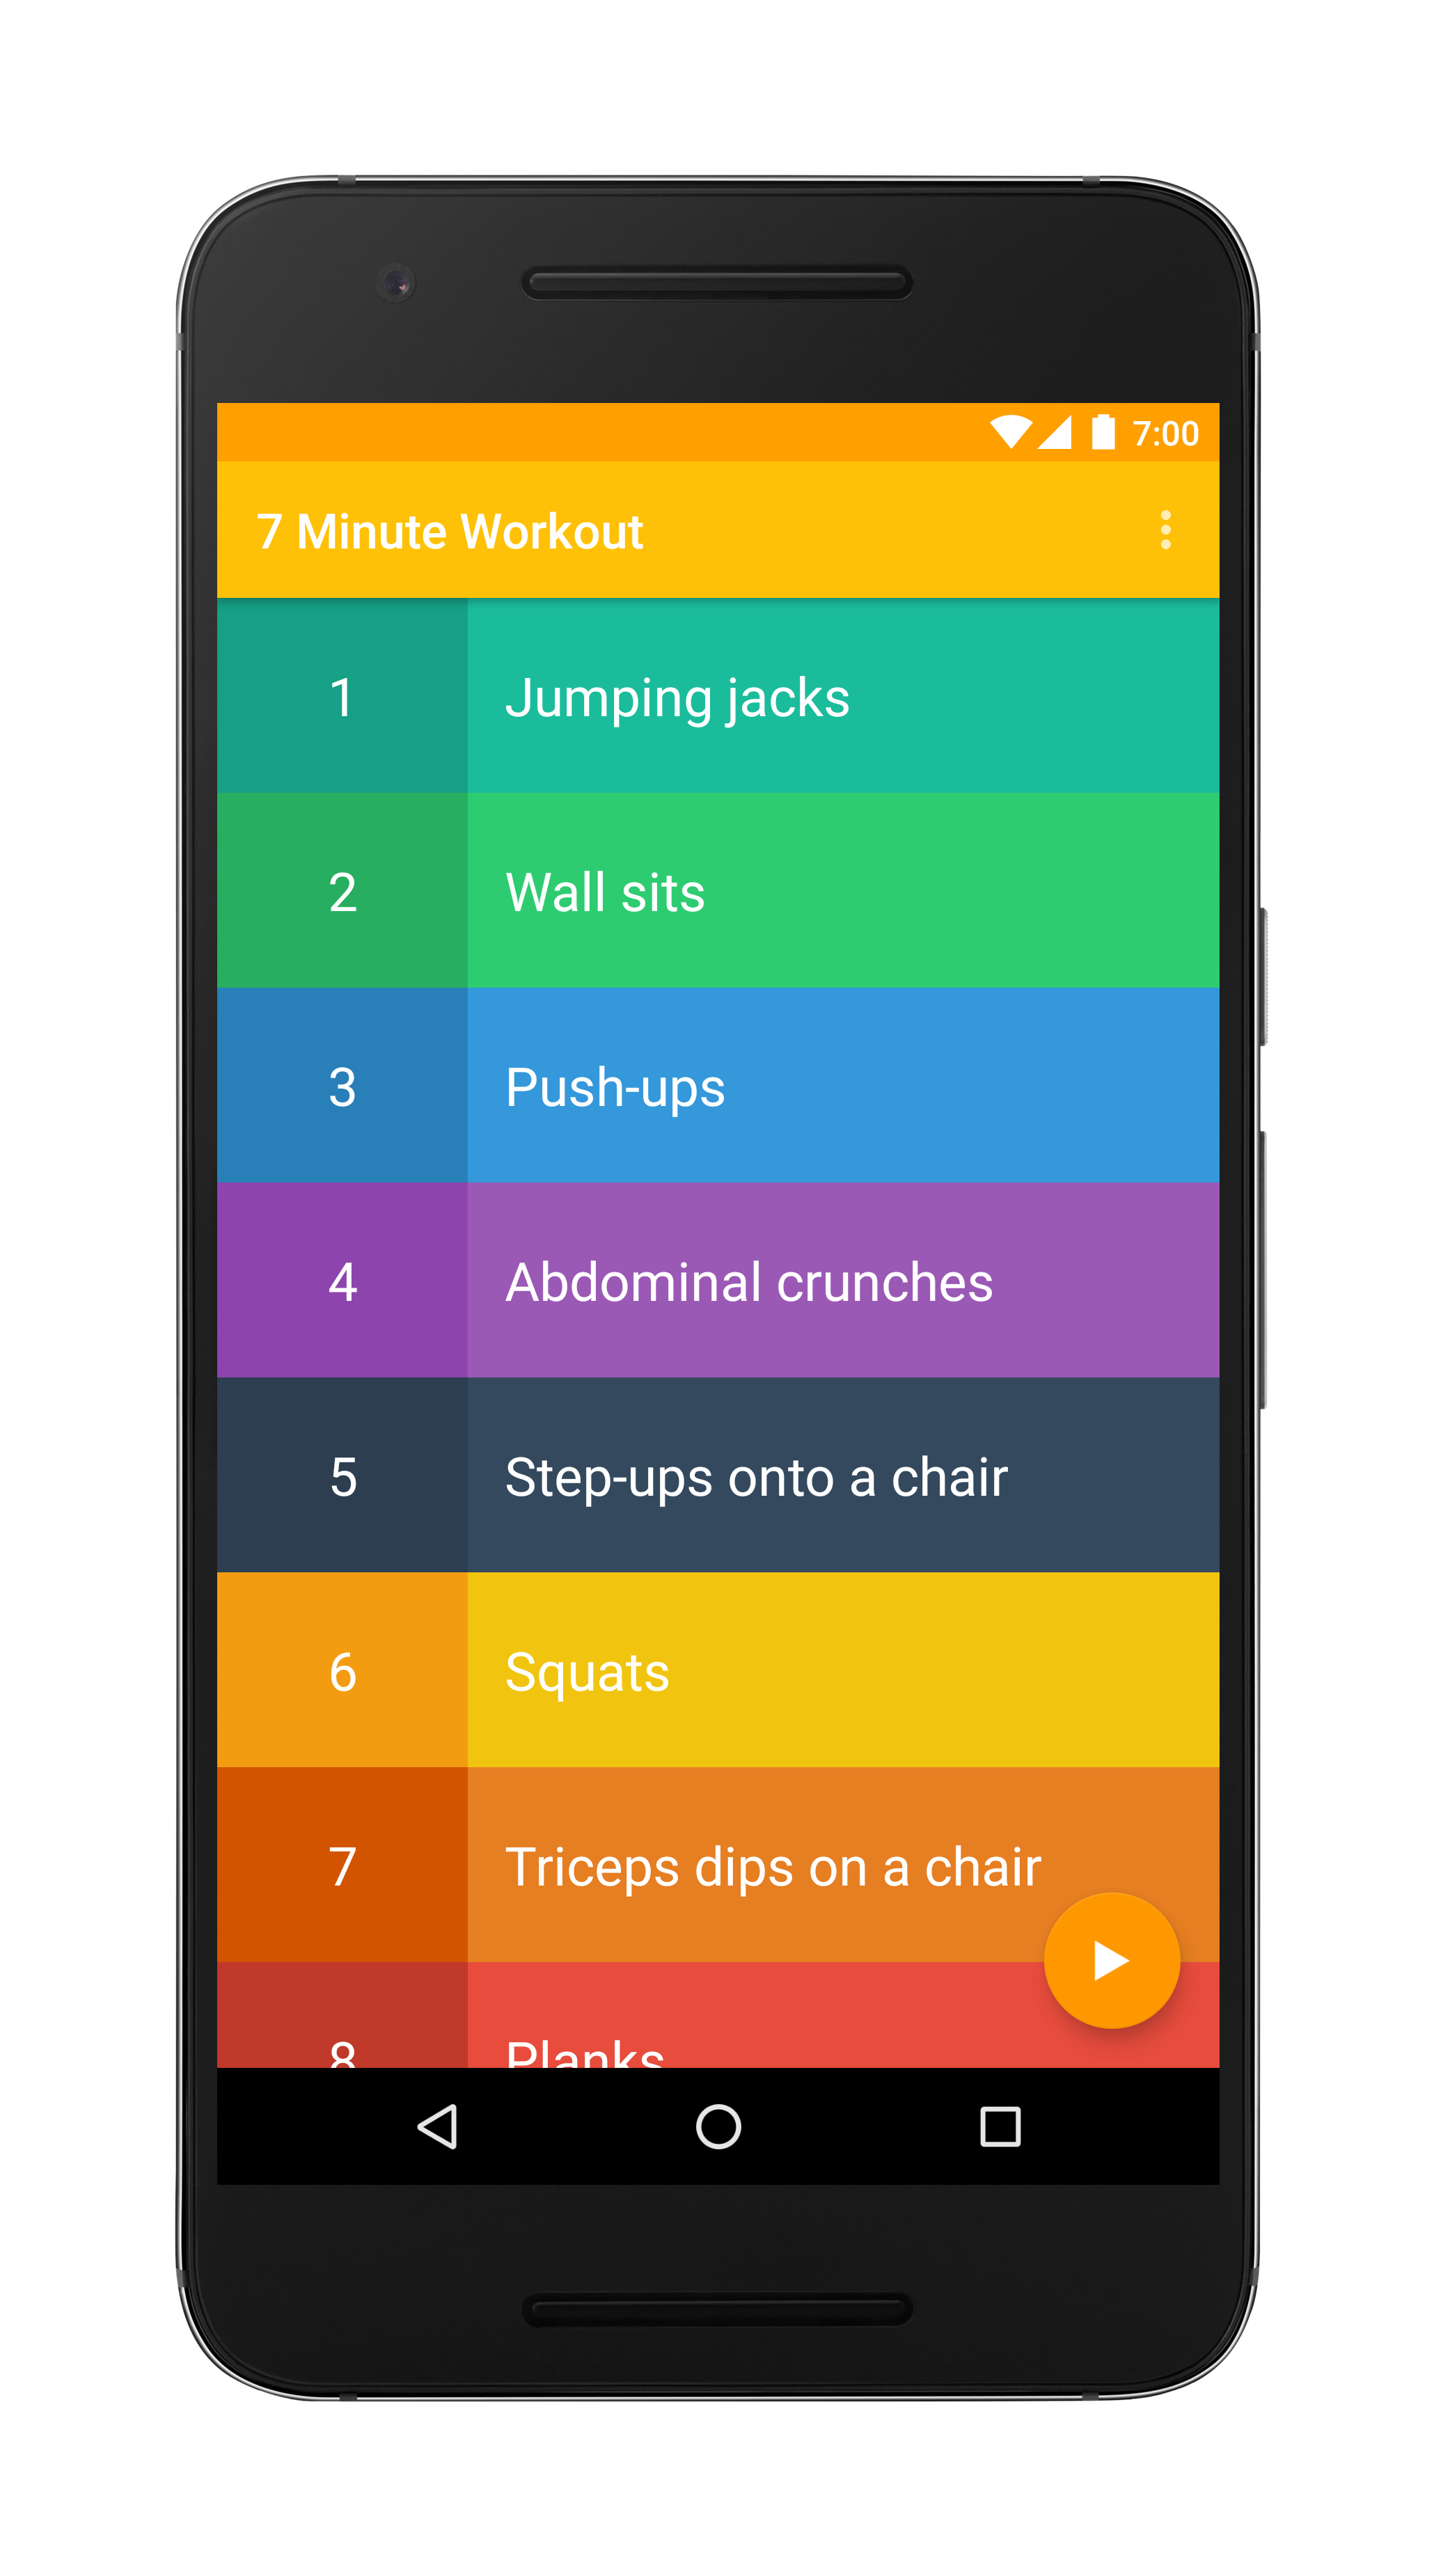 7:00
7 Minute Workout
1 Jumping jacks
2 Wall sits
3 Push-ups
4 Abdominal crunches
5 Step-ups onto a chair
6 Squats
7 Triceps dips on a chair
8 Planks